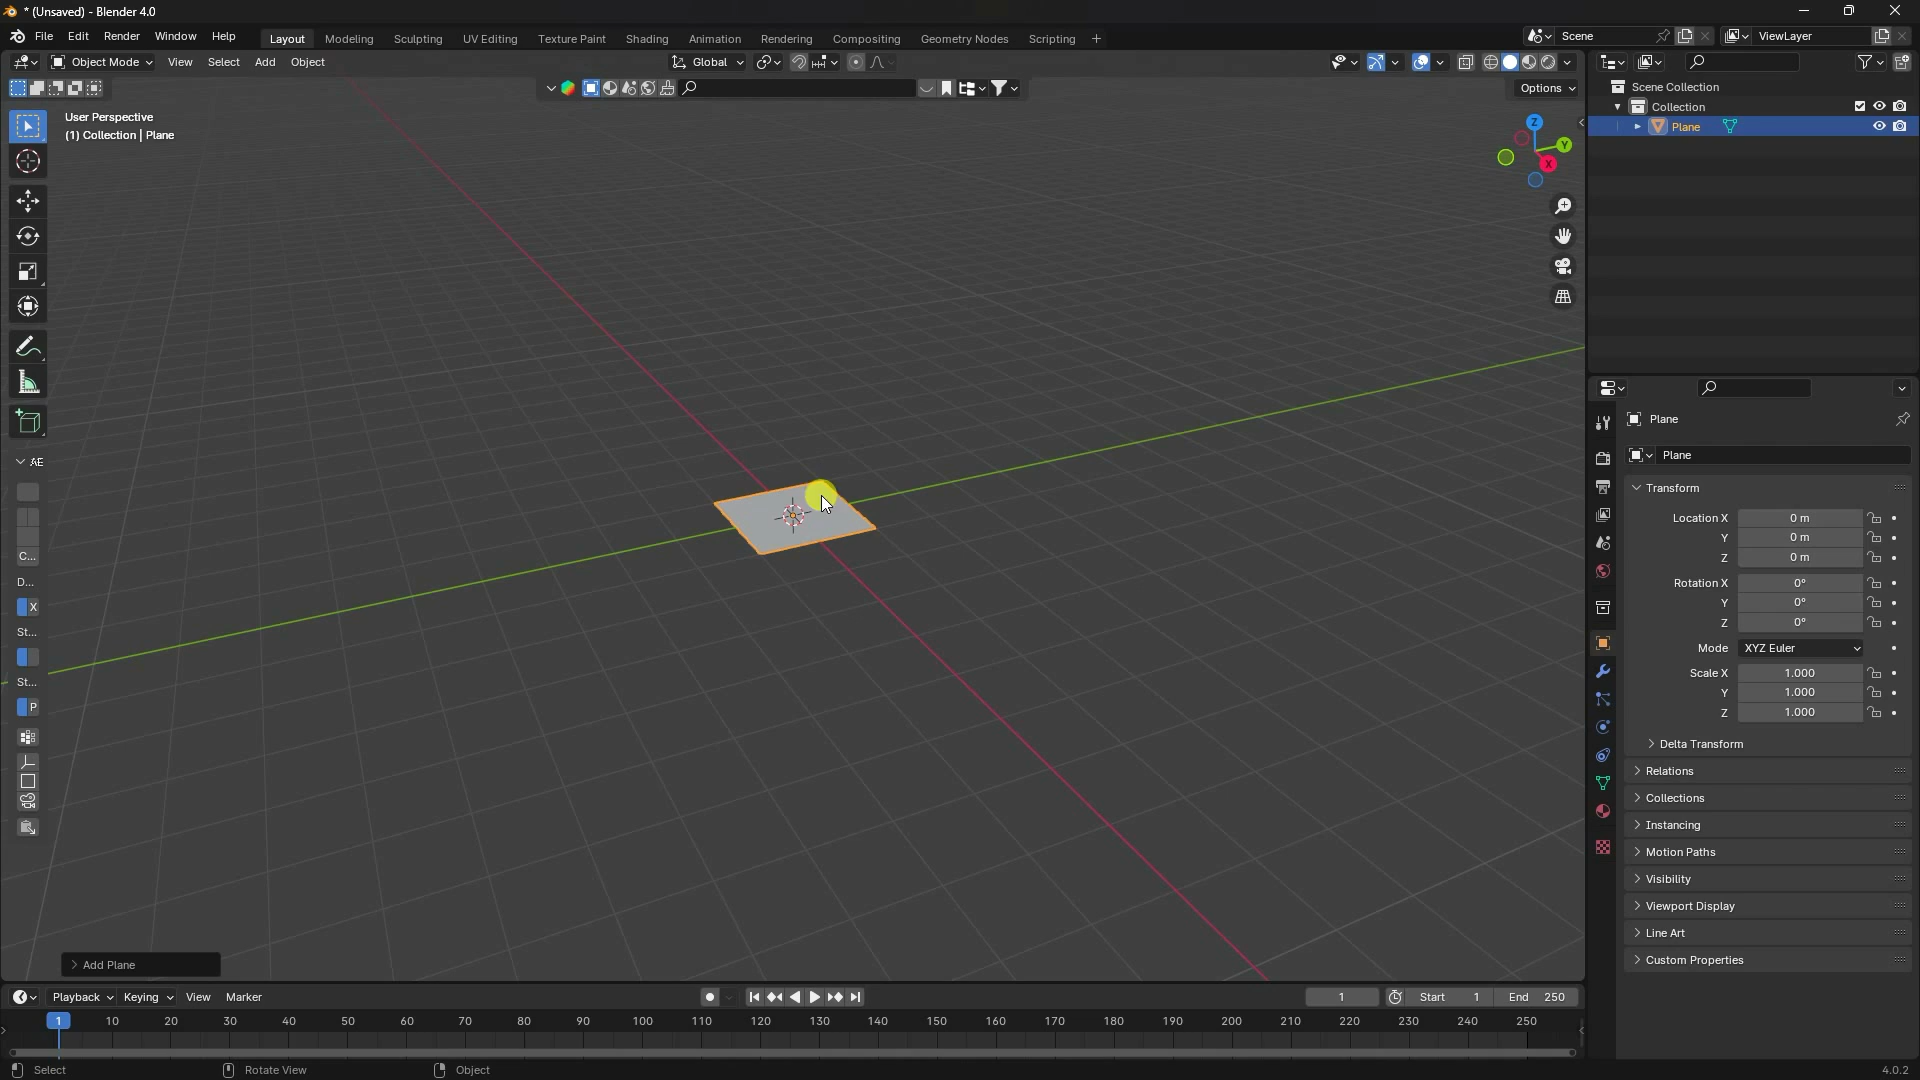 * (Unsaved) - Blender 4.0
File Edit Render Window Help Layout Modeling Sculpting UV Editing Texture Paint Shading Animation Rendering Compositing Geometry Nodes Scripting + Scene ViewLayer
Object Mode View Select Add Object Global
Options
User Perspective
(1) Collection | Plane
Z
Y
X
Scene Collection
Collection
Plane
AE
C...
D...
X
St...
St...
P
> Add Plane
Plane
Plane
Transform
Location X 0 m
Y 0 m
Z 0 m
Rotation X 0°
Y 0°
Z 0°
Mode XYZ Euler
Scale X 1.000
Y 1.000
Z 1.000
Delta Transform
Relations
Collections
Instancing
Motion Paths
Visibility
Viewport Display
Line Art
Custom Properties
Playback Keying View Marker 1 Start 1 End 250
1 10 20 30 40 50 60 70 80 90 100 110 120 130 140 150 160 170 180 190 200 210 220 230 240 250
Select Rotate View Object 4.0.2